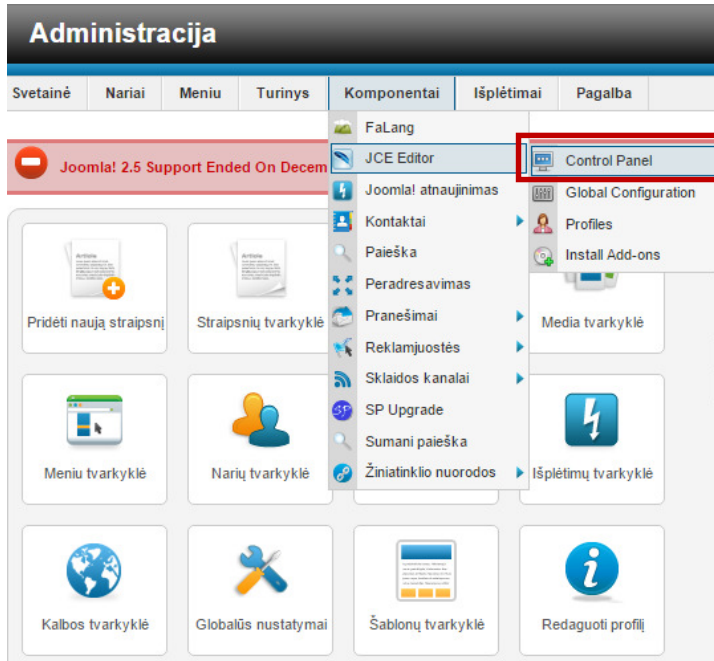 Administracija
Svetainė Nariai Meniu Turinys Komponentai Išplėtimai Pagalba
FaLang
JCE Editor
Joomla! atnaujinimas
Kontaktai
Paieška
Peradresavimas
Pranešimai
Reklamjuostės
Sklaidos kanalai
SP Upgrade
Sumani paieška
Žiniatinklio nuorodos
Control Panel
Global Configuration
Profiles
Install Add-ons
Joomla! 2.5 Support Ended On Decem
Pridėti naują straipsnį Straipsnių tvarkyklė Media tvarkyklė
Meniu tvarkyklė Narių tvarkyklė Išplėtimų tvarkyklė
Kalbos tvarkyklė Globalūs nustatymai Šablonų tvarkyklė Redaguoti profilį